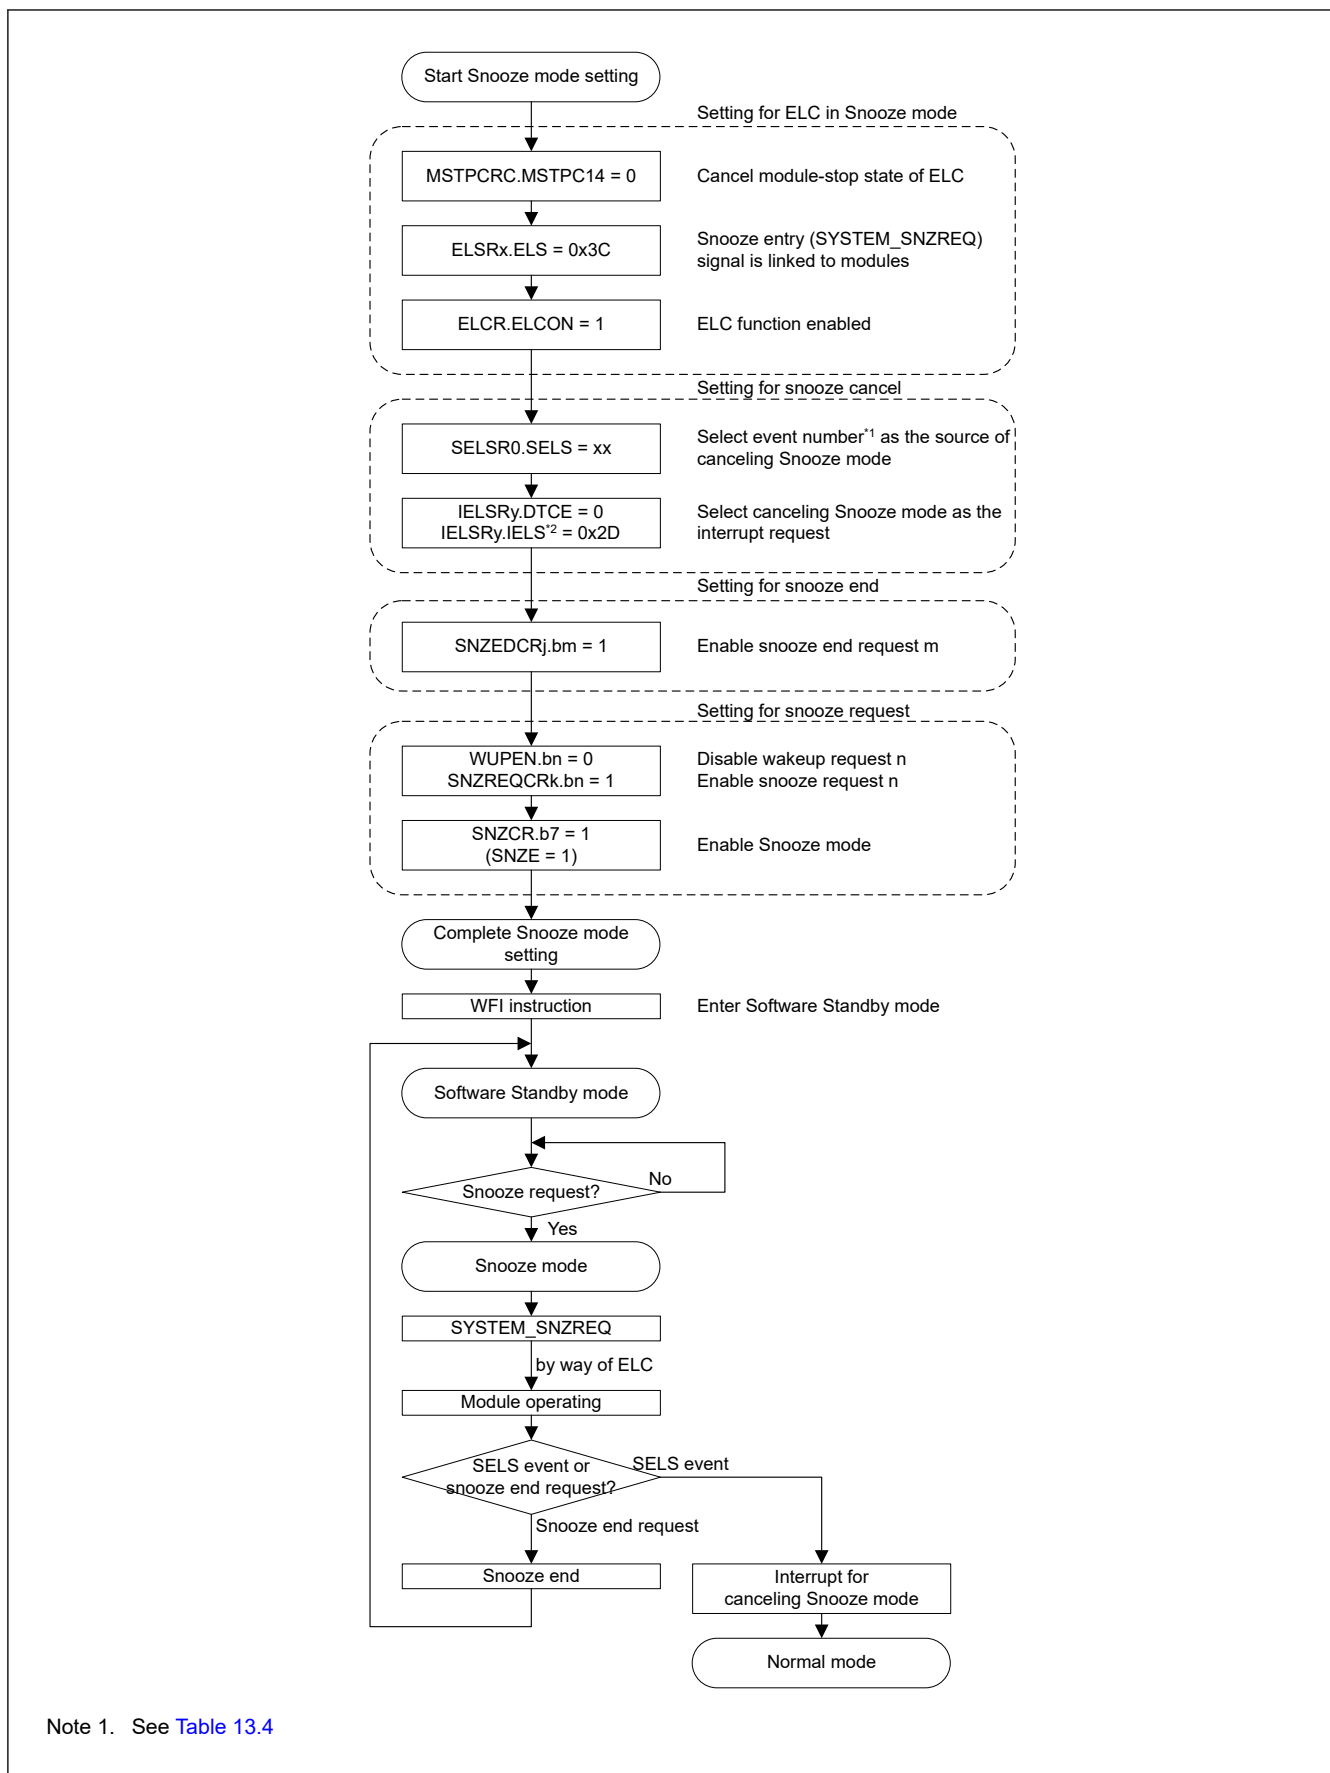 Start Snooze mode setting
Setting for ELC in Snooze mode
MSTPCRC.MSTPC14 = 0
Cancel module-stop state of ELC
ELSRx.ELS = 0x3C
Snooze entry (SYSTEM_SNZREQ)
signal is linked to modules
ELCR.ELCON = 1
ELC function enabled
Setting for snooze cancel
SELSR0.SELS = xx
Select event number*1 as the source of
canceling Snooze mode
IELSRy.DTCE = 0
IELSRy.IELS*2 = 0x2D
Select canceling Snooze mode as the
interrupt request
Setting for snooze end
SNZEDCRj.bm = 1
Enable snooze end request m
Setting for snooze request
WUPEN.bn = 0
SNZREQCRk.bn = 1
Disable wakeup request n
Enable snooze request n
SNZCR.b7 = 1
(SNZE = 1)
Enable Snooze mode
Complete Snooze mode
setting
WFI instruction
Enter Software Standby mode
Software Standby mode
Snooze request?
No
Yes
Snooze mode
SYSTEM_SNZREQ
by way of ELC
Module operating
SELS event or
snooze end request?
SELS event
Snooze end request
Snooze end
Interrupt for
canceling Snooze mode
Normal mode
Note 1. See Table 13.4